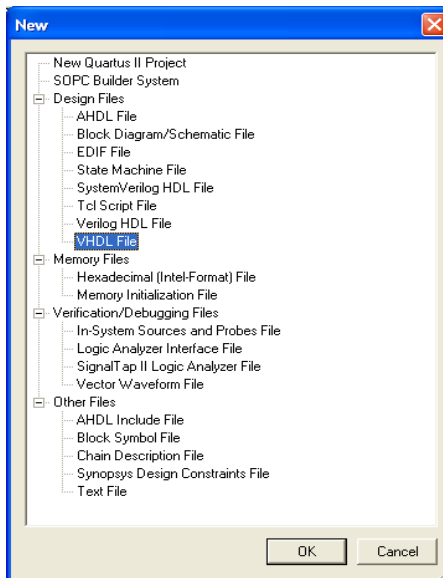 New
New Quartus II Project
SOPC Builder System
Design Files
AHDL File
Block Diagram/Schematic File
EDIF File
State Machine File
SystemVerilog HDL File
Tcl Script File
Verilog HDL File
VHDL File
Memory Files
Hexadecimal (Intel-Format) File
Memory Initialization File
Verification/Debugging Files
In-System Sources and Probes File
Logic Analyzer Interface File
SignalTap II Logic Analyzer File
Vector Waveform File
Other Files
AHDL Include File
Block Symbol File
Chain Description File
Synopsys Design Constraints File
Text File
OK Cancel